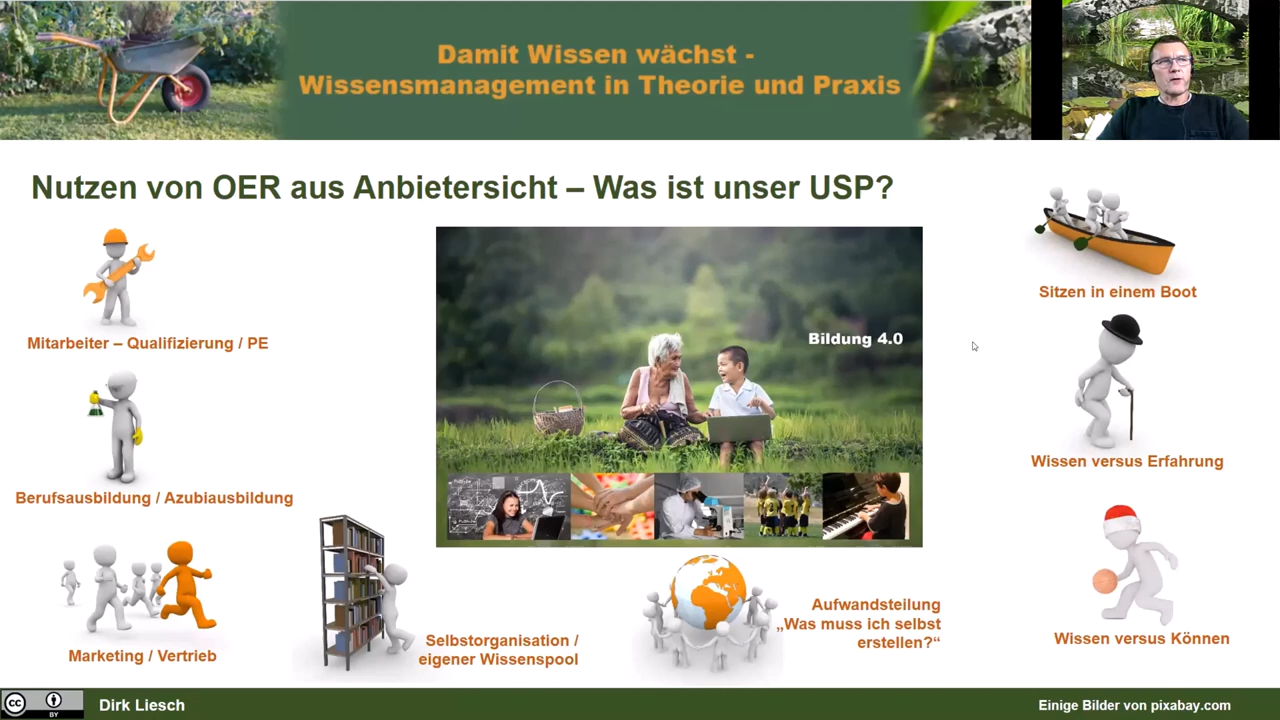 Damit Wissen wächst -
Wissensmanagement in Theorie und Praxis
Nutzen von OER aus Anbietersicht – Was ist unser USP?
Mitarbeiter – Qualifizierung / PE
Berufsausbildung / Azubiausbildung
Marketing / Vertrieb
Selbstorganisation /
eigener Wissenspool
Bildung 4.0
Aufwandsteilung
„Was muss ich selbst
erstellen?“
Sitzen in einem Boot
Wissen versus Erfahrung
Wissen versus Können
cc
BY
Dirk Liesch
Einige Bilder von pixabay.com